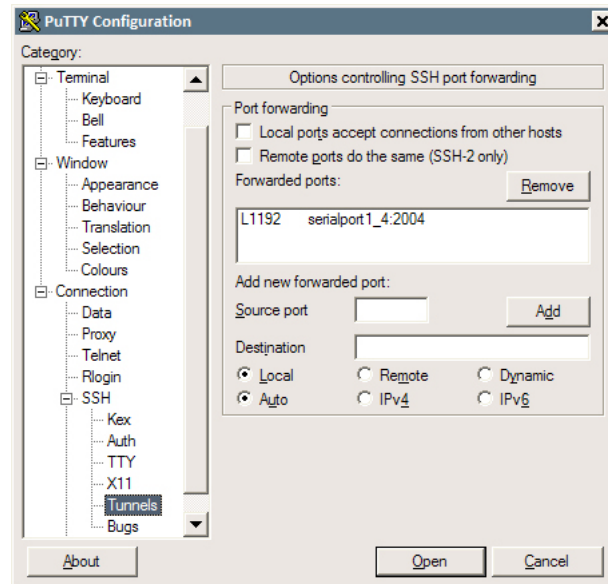 PuTTY Configuration
Category:
Terminal
Keyboard
Bell
Features
Window
Appearance
Behaviour
Translation
Selection
Colours
Connection
Data
Proxy
Telnet
Rlogin
SSH
Kex
Auth
TTY
X11
Tunnels
Bugs
Options controlling SSH port forwarding
Port forwarding
Local ports accept connections from other hosts
Remote ports do the same (SSH-2 only)
Forwarded ports:
Remove
L1192 serialport1_4:2004
Add new forwarded port:
Source port
Add
Destination
Local Remote Dynamic
Auto IPv4 IPv6
About
Open
Cancel